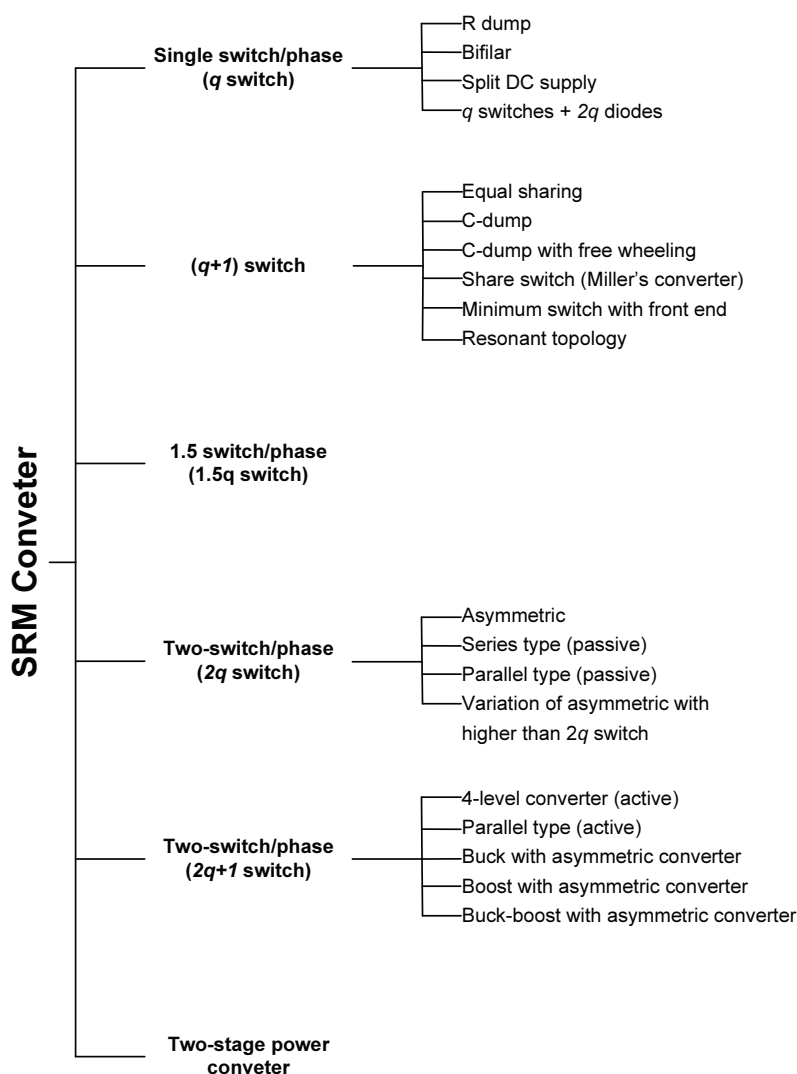 SRM Conveter
Single switch/phase
(q switch)
R dump
Bifilar
Split DC supply
q switches + 2q diodes
(q+1) switch
Equal sharing
C-dump
C-dump with free wheeling
Share switch (Miller’s converter)
Minimum switch with front end
Resonant topology
1.5 switch/phase
(1.5q switch)
Two-switch/phase
(2q switch)
Asymmetric
Series type (passive)
Parallel type (passive)
Variation of asymmetric with
higher than 2q switch
Two-switch/phase
(2q+1 switch)
4-level converter (active)
Parallel type (active)
Buck with asymmetric converter
Boost with asymmetric converter
Buck-boost with asymmetric converter
Two-stage power
conveter